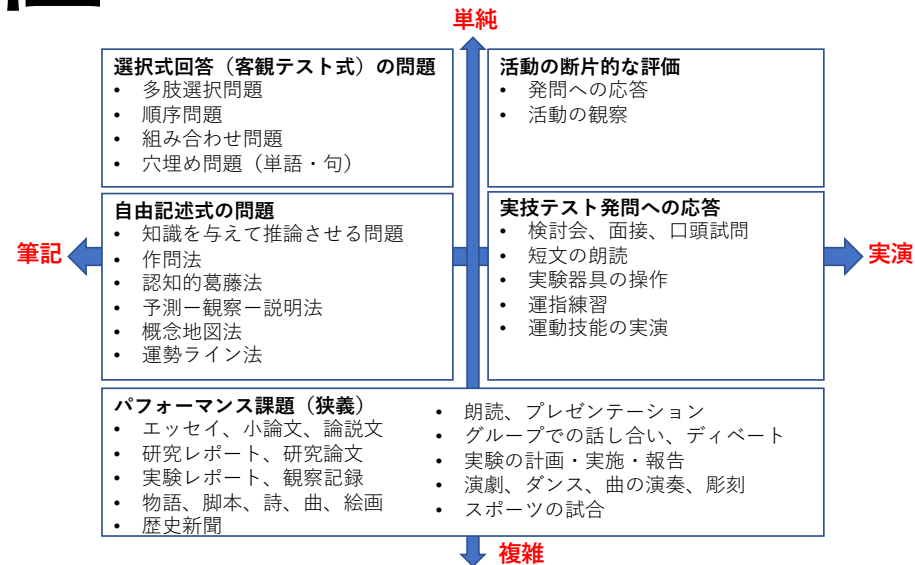 単純
選択式回答（客観テスト式）の問題
• 多肢選択問題
• 順序問題
• 組み合わせ問題
• 穴埋め問題（単語・句）
活動の断片的な評価
• 発問への応答
• 活動の観察
筆記
自由記述式の問題
• 知識を与えて推論させる問題
• 作問法
• 認知的葛藤法
• 予測ー観察ー説明法
• 概念地図法
• 運勢ライン法
実技テスト発問への応答
• 検討会、面接、口頭試問
• 短文の朗読
• 実験器具の操作
• 運指練習
• 運動技能の実演
実演
パフォーマンス課題（狭義）
• エッセイ、小論文、論説文
• 研究レポート、研究論文
• 実験レポート、観察記録
• 物語、脚本、詩、曲、絵画
• 歴史新聞
• 朗読、プレゼンテーション
• グループでの話し合い、ディベート
• 実験の計画・実施・報告
• 演劇、ダンス、曲の演奏、彫刻
• スポーツの試合
複雑